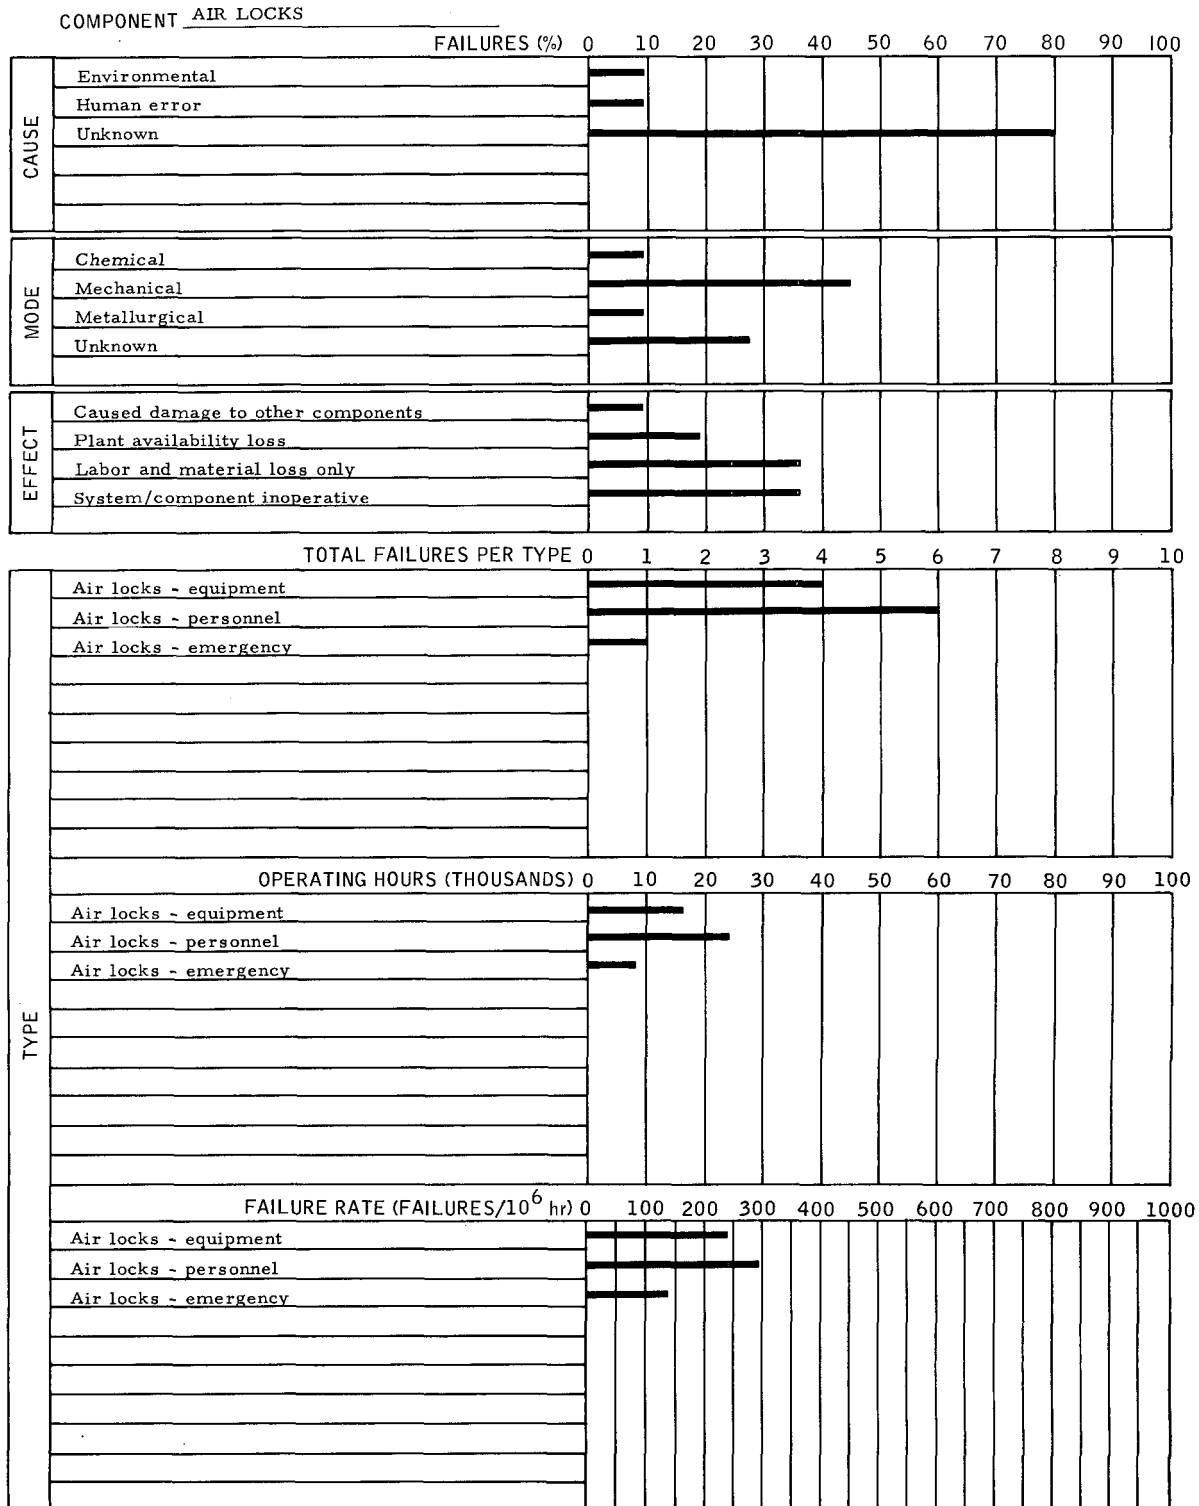 COMPONENT AIR LOCKS
FAILURES (%) 0 10 20 30 40 50 60 70 80 90 100
CAUSE
Environmental
Human error
Unknown
MODE
Chemical
Mechanical
Metallurgical
Unknown
EFFECT
Caused damage to other components
Plant availability loss
Labor and material loss only
System/component inoperative
TOTAL FAILURES PER TYPE 0 1 2 3 4 5 6 7 8 9 10
TYPE
Air locks - equipment
Air locks - personnel
Air locks - emergency
OPERATING HOURS (THOUSANDS) 0 10 20 30 40 50 60 70 80 90 100
Air locks - equipment
Air locks - personnel
Air locks - emergency
FAILURE RATE (FAILURES/10^6 hr) 0 100 200 300 400 500 600 700 800 900 1000
Air locks - equipment
Air locks - personnel
Air locks - emergency